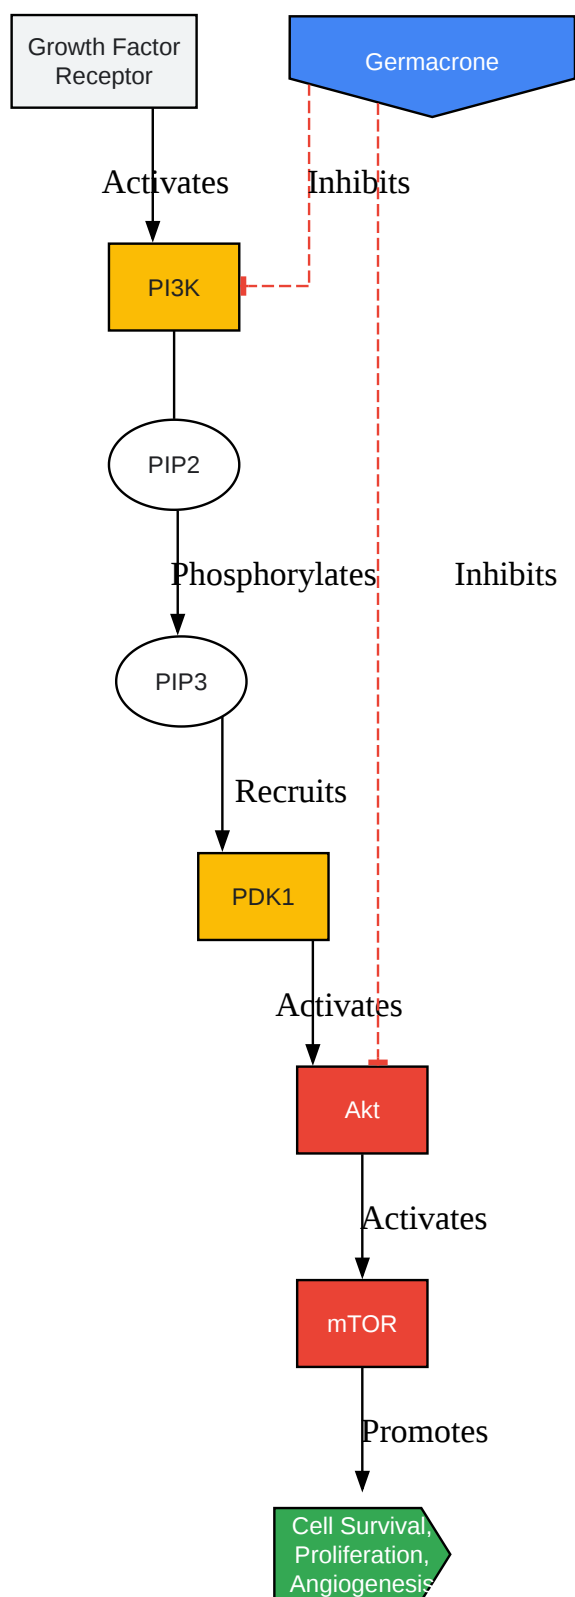 Growth Factor
Receptor
Germacrone
Activates
Inhibits
PI3K
PIP2
Phosphorylates
Inhibits
PIP3
Recruits
PDK1
Activates
Akt
Activates
mTOR
Promotes
Cell Survival,
Proliferation,
Angiogenesis